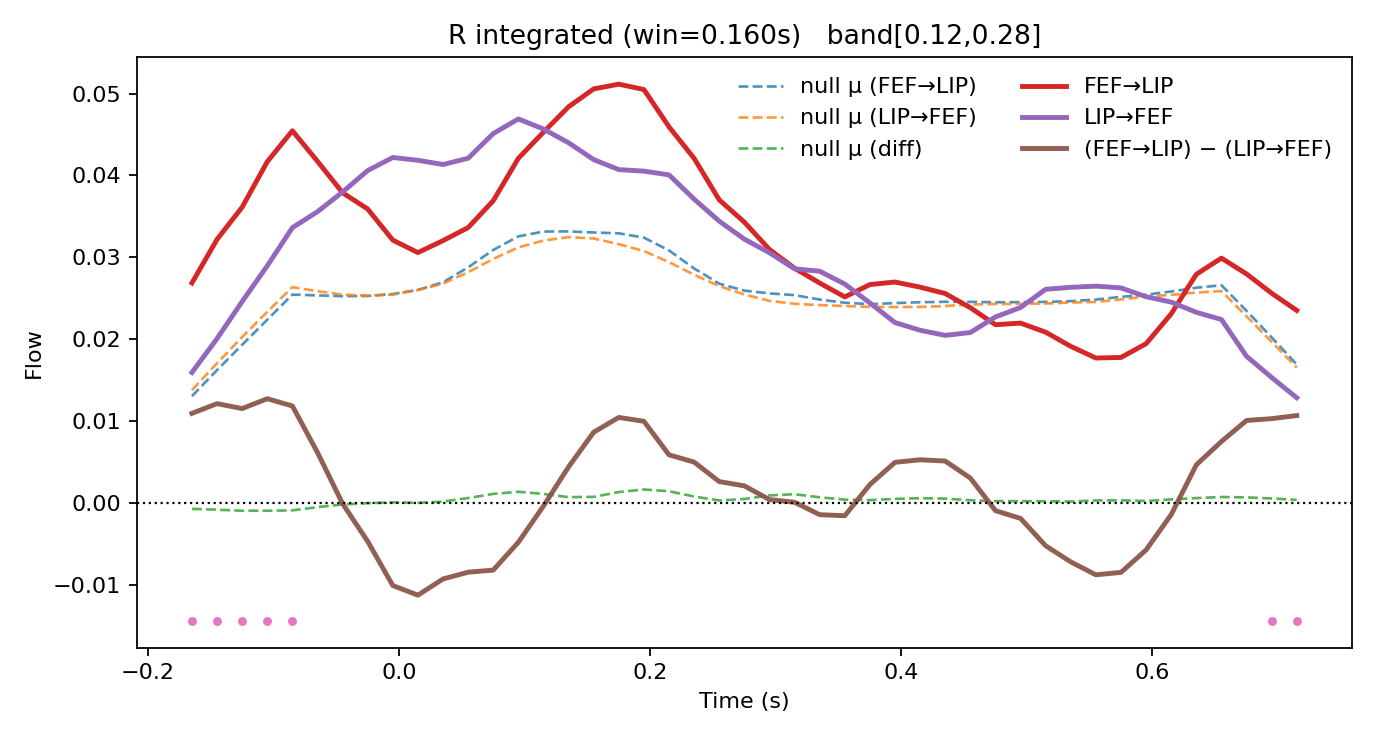 R integrated (win=0.160s)   band[0.12,0.28]
null μ (FEF→LIP)
null μ (LIP→FEF)
null μ (diff)
FEF→LIP
LIP→FEF
(FEF→LIP) − (LIP→FEF)
Flow
0.05
0.04
0.03
0.02
0.01
0.00
−0.01
−0.2
0.0
0.2
0.4
0.6
Time (s)